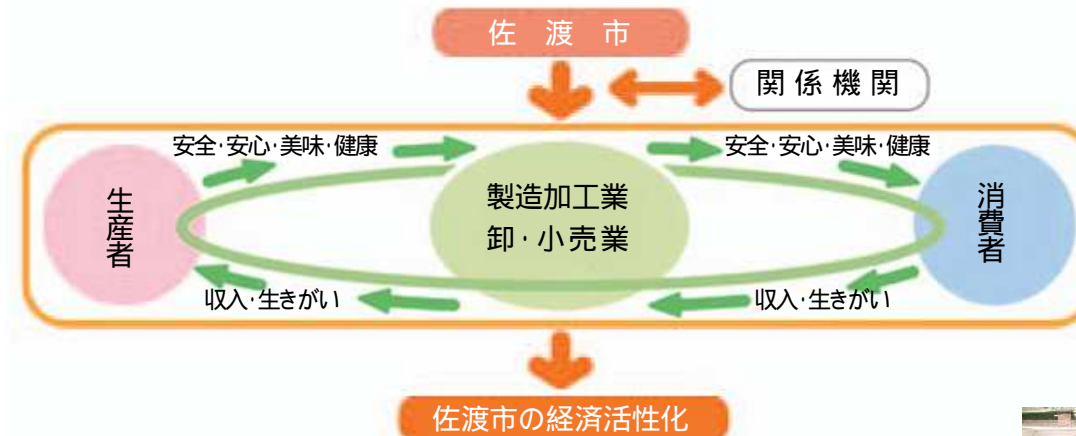 佐渡市
関係機関
安全・安心・美味・健康
安全・安心・美味・健康
生産者
製造加工業
卸・小売業
消費者
収入・生きがい
収入・生きがい
佐渡市の経済活性化